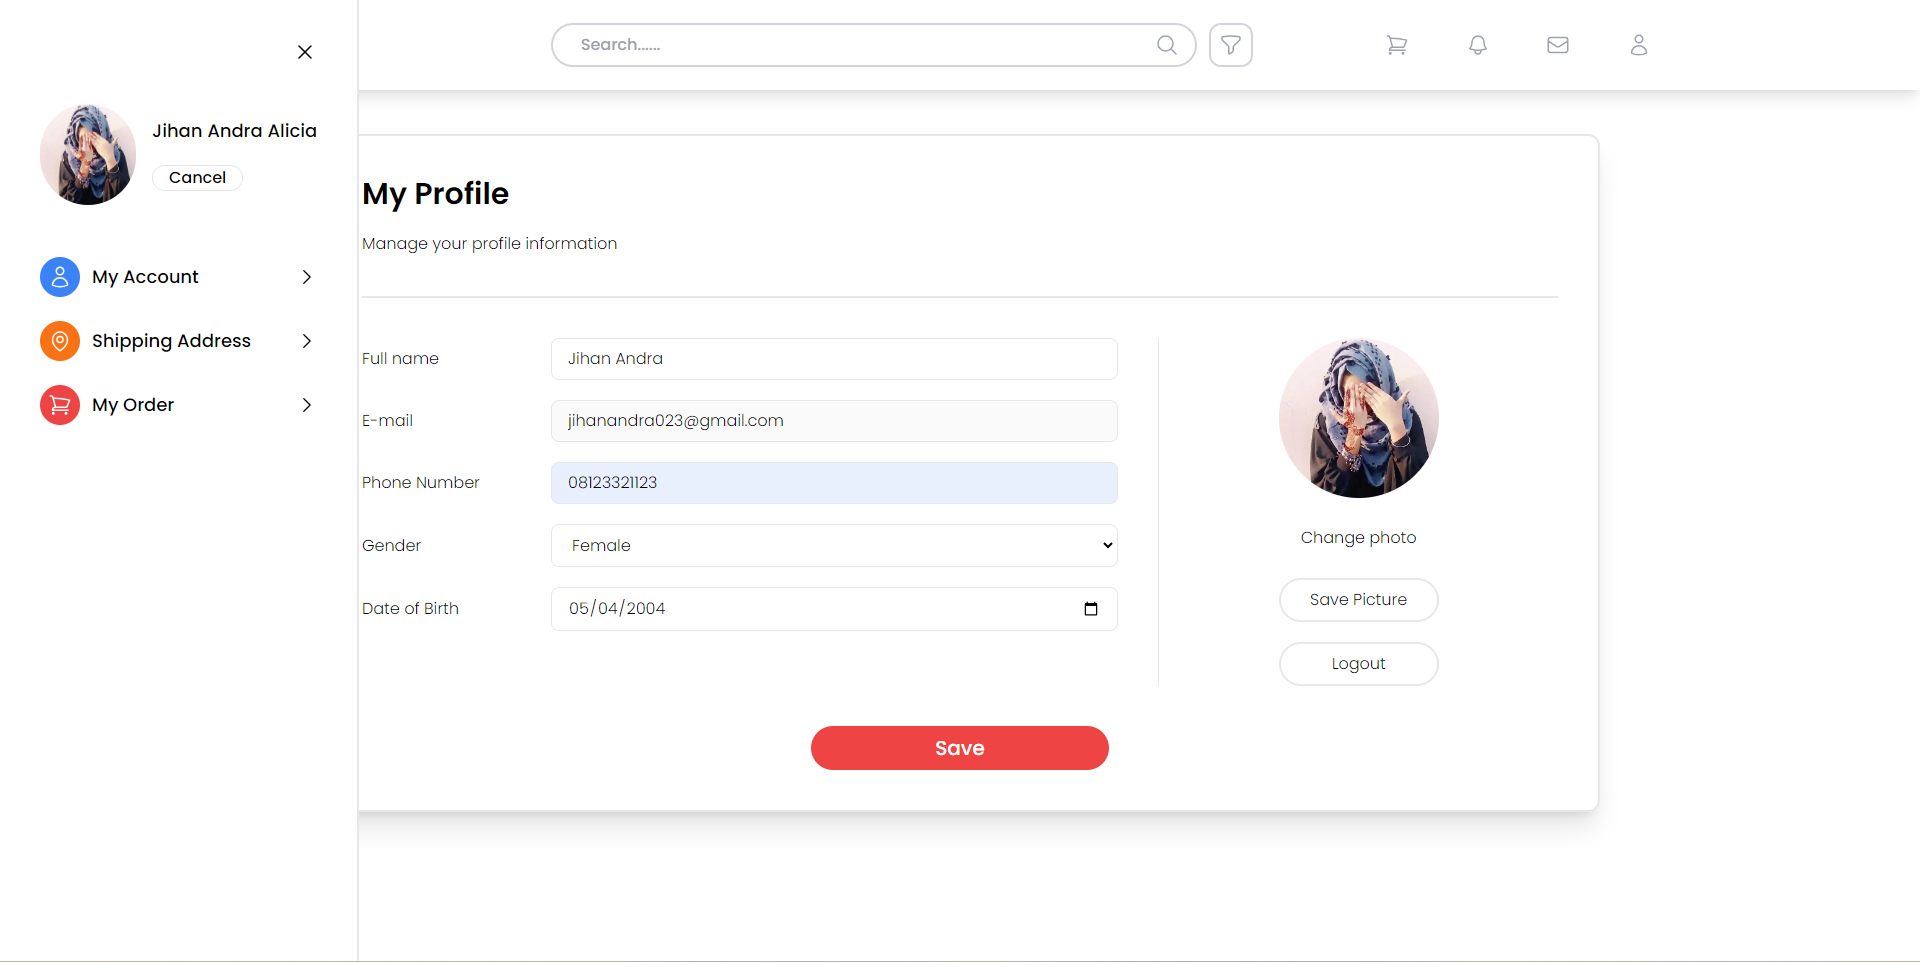 Search......
Jihan Andra Alicia
Cancel
My Account
Shipping Address
My Order
My Profile
Manage your profile information
Full name
Jihan Andra
E-mail
jihanandra023@gmail.com
Phone Number
08123321123
Gender
Female
Date of Birth
05/04/2004
Change photo
Save Picture
Logout
Save